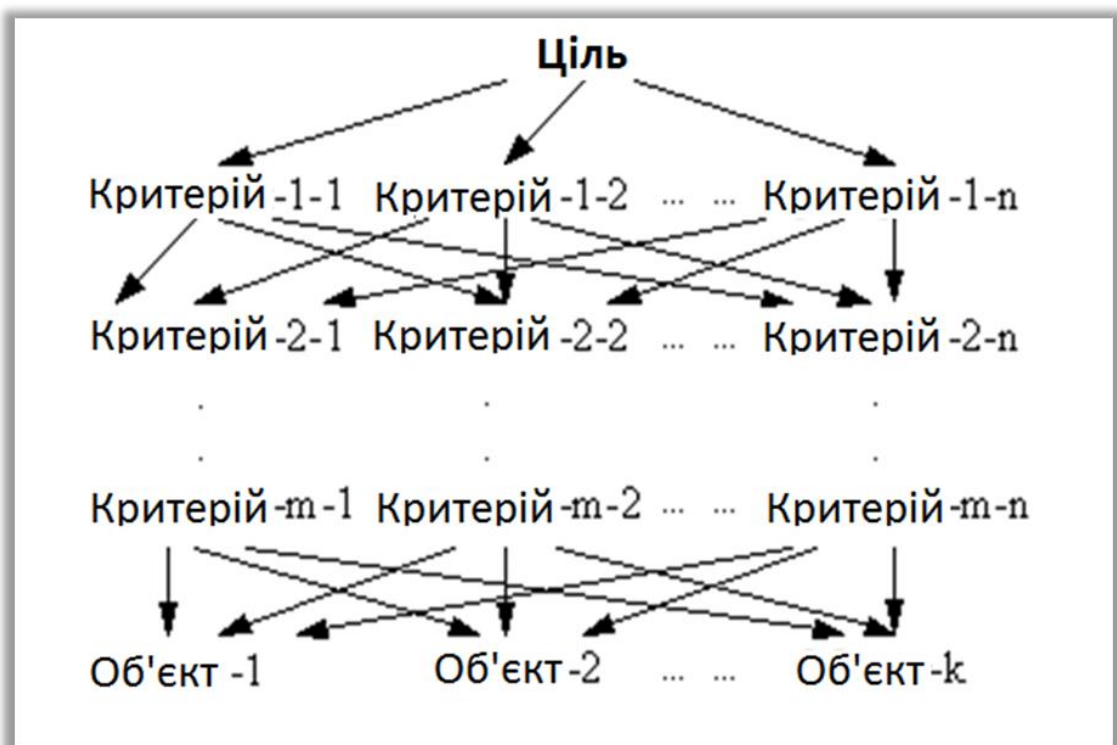 Ціль
Критерій -1-1 Критерій -1-2 ... ... Критерій -1-n
Критерій -2-1 Критерій -2-2 ... ... Критерій -2-n
. . .
. . .
Критерій -m -1 Критерій -m-2 ... ... Критерій -m-n
Об'єкт -1 Об'єкт -2 ... ... Об'єкт -k